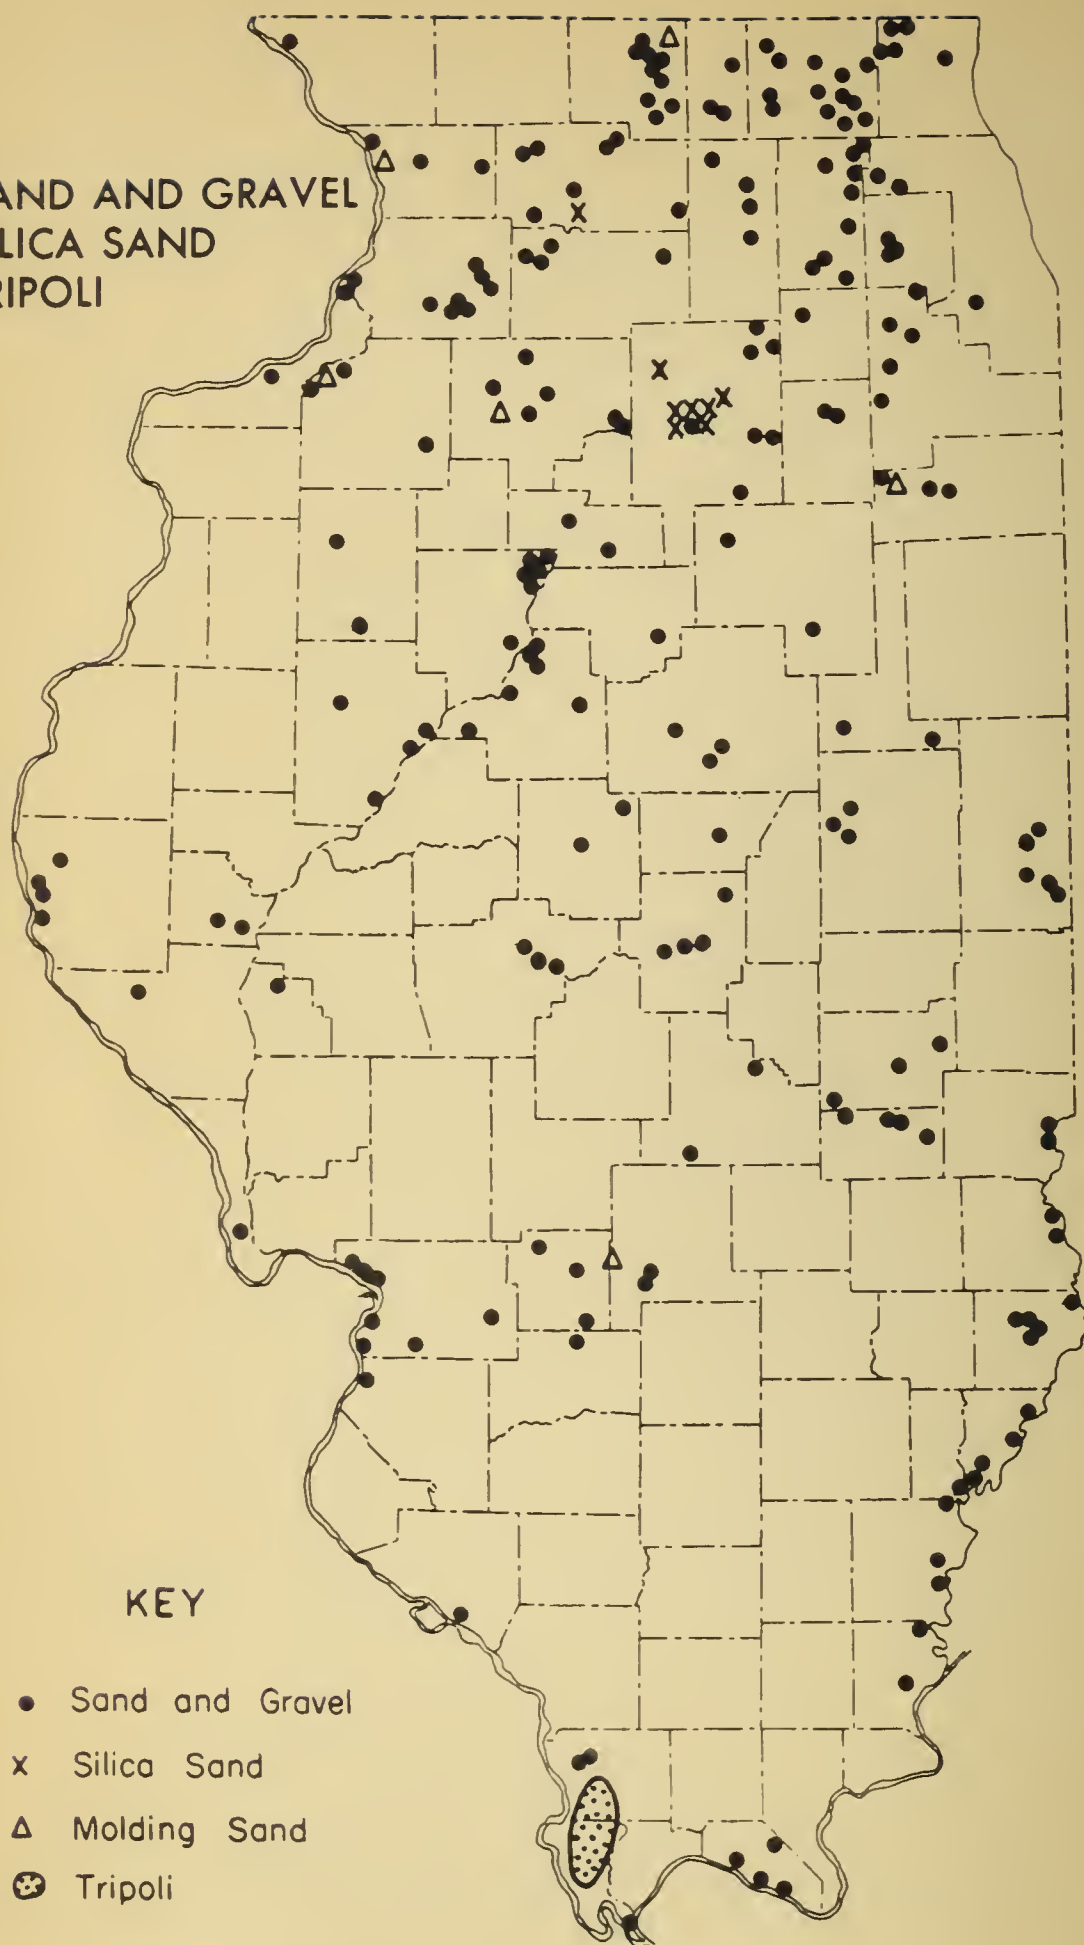 AND AND GRAVEL
LICA SAND
RIPOLI
KEY
Sand and Gravel
x Silica Sand
Δ Molding Sand
Tripoli